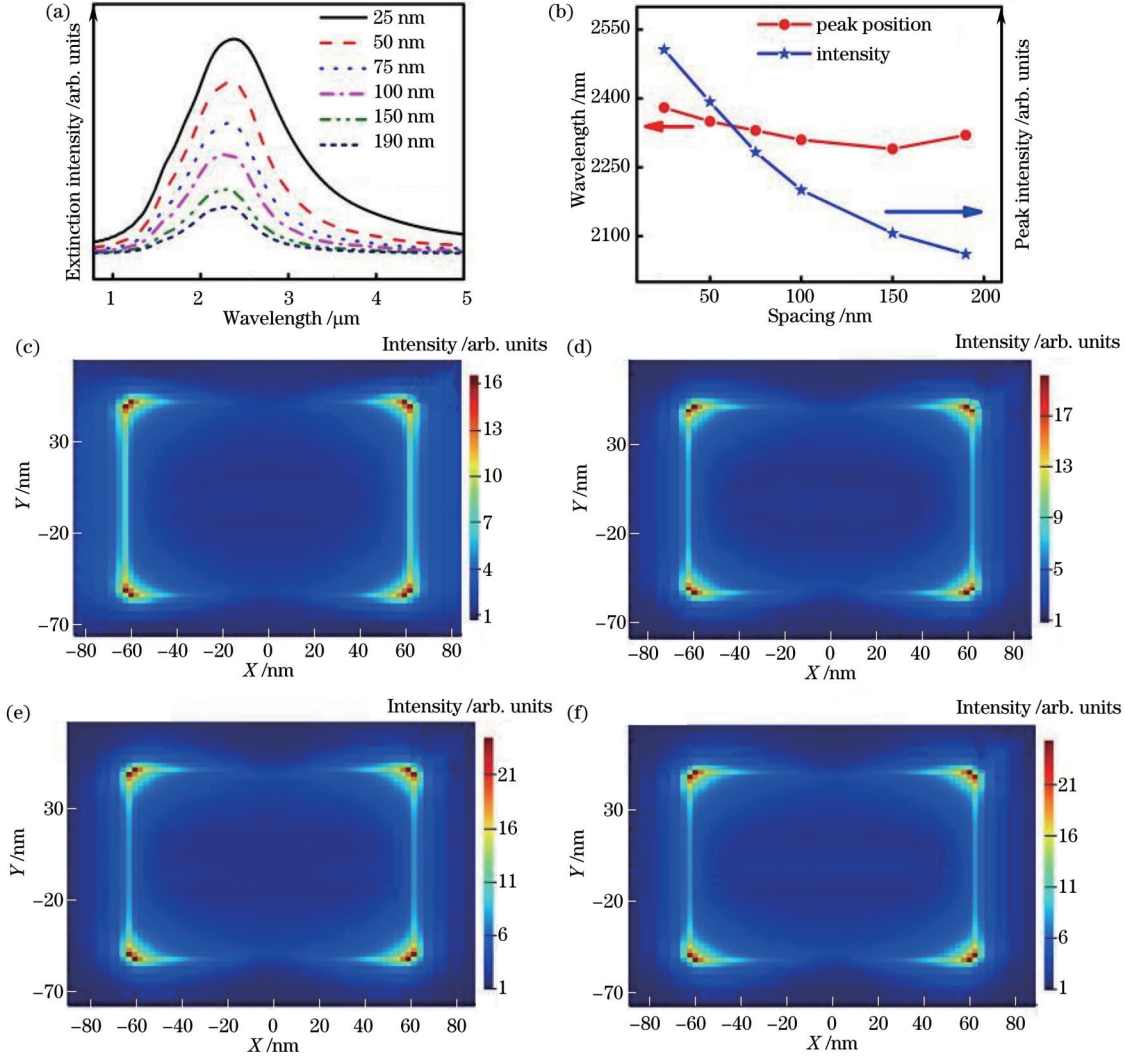 (a)
Extinction intensity /arb. units
25 nm
50 nm
75 nm
100 nm
150 nm
190 nm
1 2 3 4 5
Wavelength /μm
(b)
Wavelength /nm
2550
2400
2250
2100
peak position
intensity
Peak intensity/arb. units
50 100 150 200
Spacing /nm
(c)
Intensity /arb. units
16
13
10
7
4
1
Y /nm
30
−20
−70
−80 −60 −40 −20 0 20 40 60 80
X /nm
(d)
Intensity /arb. units
17
13
9
5
1
Y /nm
30
−20
−70
−80 −60 −40 −20 0 20 40 60 80
X /nm
(e)
Intensity /arb. units
21
16
11
6
1
Y /nm
30
−20
−70
−80 −60 −40 −20 0 20 40 60 80
X /nm
(f)
Intensity /arb. units
21
16
11
6
1
Y /nm
30
−20
−70
−80 −60 −40 −20 0 20 40 60 80
X /nm